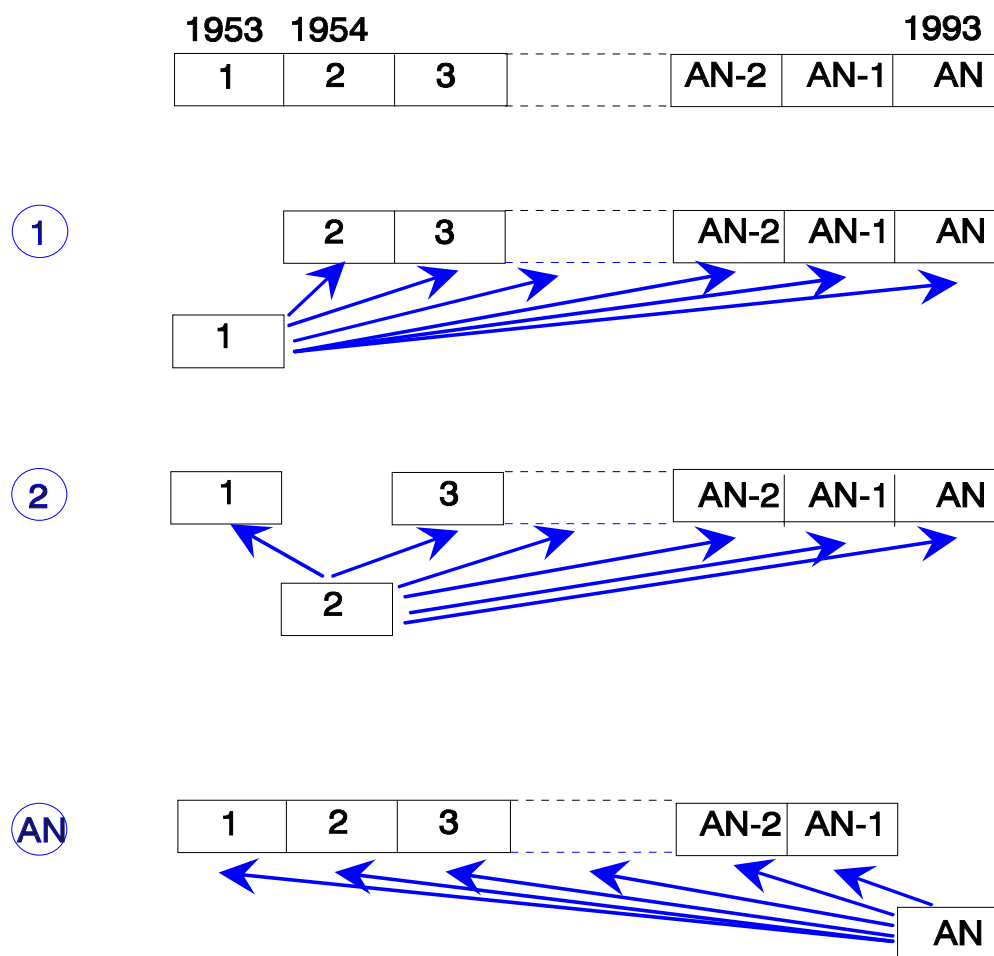 1953 1954 1993
1 2 3 AN-2 AN-1 AN
1 2 3 AN-2 AN-1 AN
1
2 1 3 AN-2 AN-1 AN
2
AN 1 2 3 AN-2 AN-1
AN